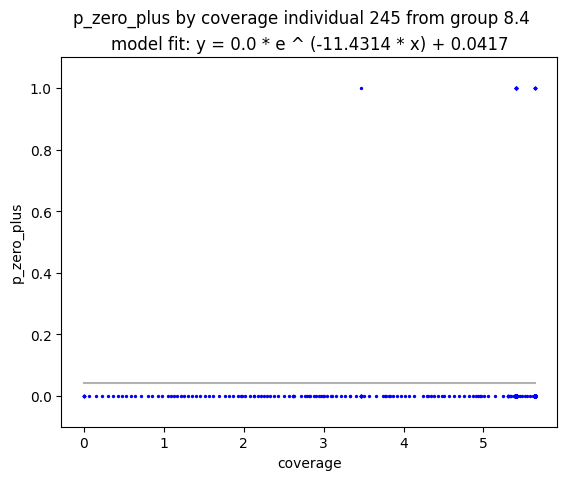 p_zero_plus by coverage individual 245 from group 8.4
model fit: y = 0.0 * e ^ (-11.4314 * x) + 0.0417
1.0
0.8
0.6
0.4
0.2
0.0
p_zero_plus
0 1 2 3 4 5
coverage